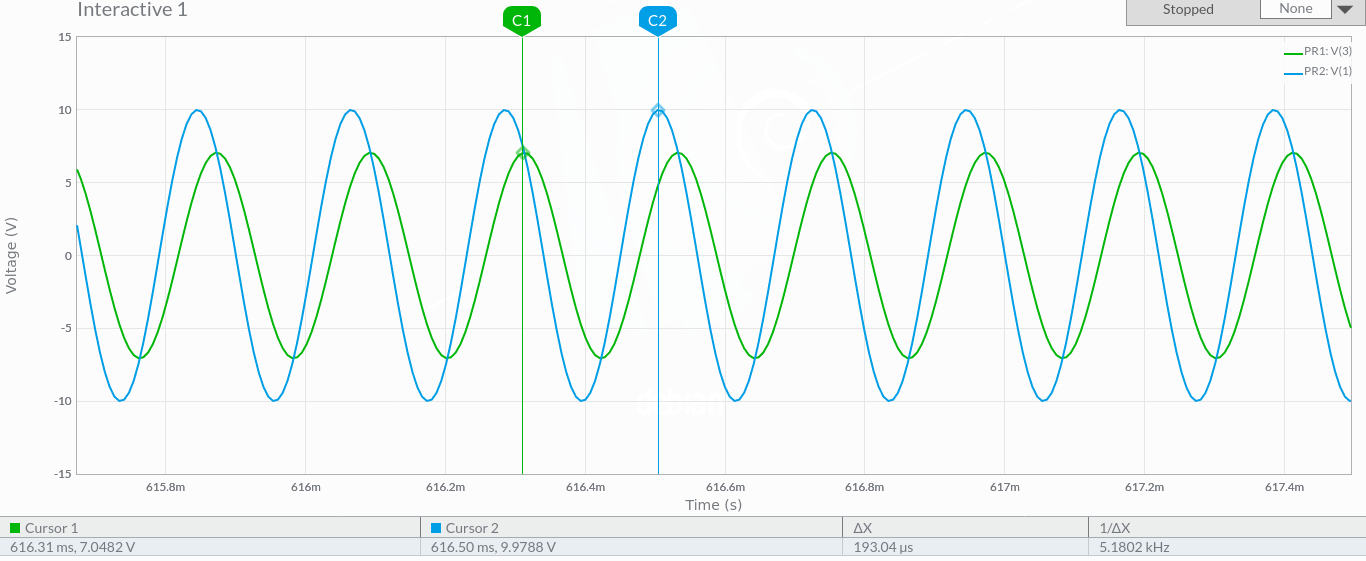 Interactive 1
Stopped
None
C1
C2
PR1: V(3)
PR2: V(1)
15
10
5
0
-5
-10
-15
Voltage (V)
615.8m 616m 616.2m 616.4m 616.6m 616.8m 617m 617.2m 617.4m
Time (s)
Cursor 1 Cursor 2 ΔX 1/ΔX
616.31 ms, 7.0482 V 616.50 ms, 9.9788 V 193.04 µs 5.1802 kHz